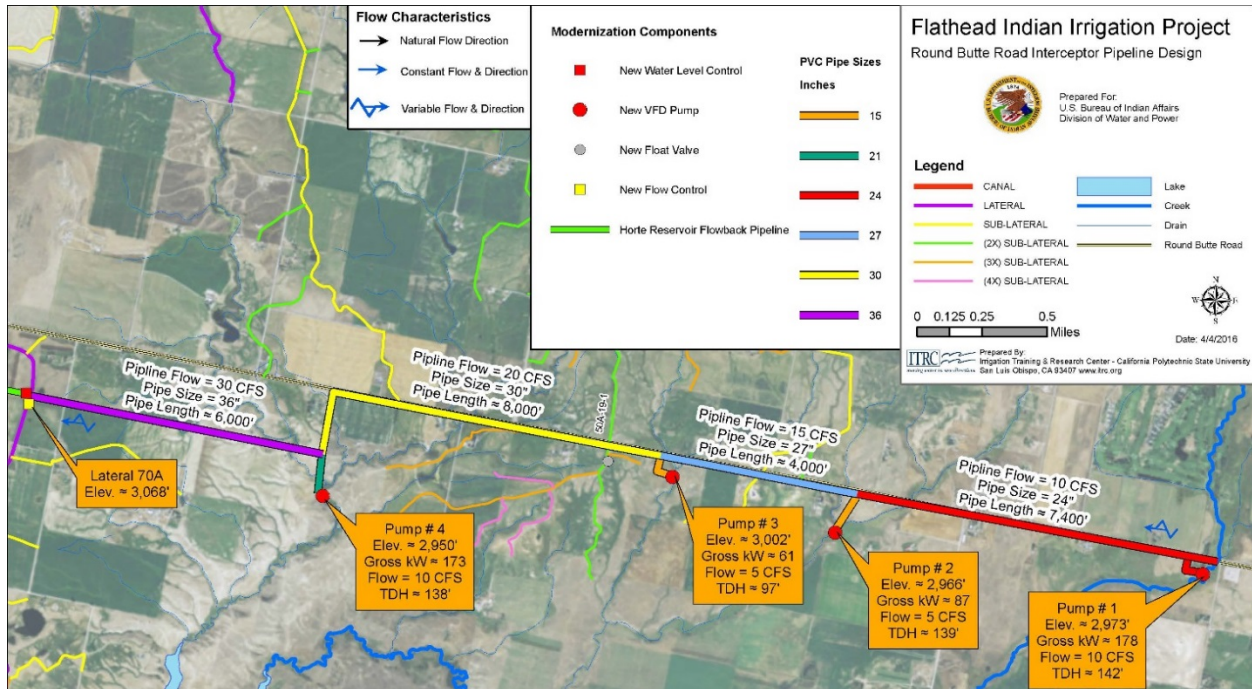 Flow Characteristics
Natural Flow Direction
Constant Flow & Direction
Variable Flow & Direction
Modernization Components
New Water Level Control
New VFD Pump
New Float Valve
New Flow Control
Horte Reservoir Flowback Pipeline
PVC Pipe Sizes
Inches
15
21
24
27
30
36
Flathead Indian Irrigation Project
Round Butte Road Interceptor Pipeline Design
Prepared For:
U.S. Bureau of Indian Affairs
Division of Water and Power
Legend
CANAL
LATERAL
SUB-LATERAL
(2X) SUB-LATERAL
(3X) SUB-LATERAL
(4X) SUB-LATERAL
Lake
Creek
Drain
Round Butte Road
N
W
E
S
0 0.125 0.25 0.5
Miles
Date: 4/4/2016
ITRC
Prepared By:
Irrigation Training & Research Center - California Polytechnic State University
San Luis Obispo, CA 93407 www.itrc.org
Pipline Flow = 30 CFS
Pipe Size = 36"
Pipe Length ≈ 6,000'
Pipline Flow = 20 CFS
Pipe Size = 30"
Pipe Length ≈ 8,000'
50A-19-1
Pipline Flow = 15 CFS
Pipe Size = 27"
Pipe Length ≈ 4,000'
Pipline Flow = 10 CFS
Pipe Size = 24"
Pipe Length ≈ 7,400'
Lateral 70A
Elev. ≈ 3,068'
Pump # 4
Elev. ≈ 2,950'
Gross kW ≈ 173
Flow = 10 CFS
TDH ≈ 138'
Pump # 3
Elev. ≈ 3,002'
Gross kW ≈ 61
Flow = 5 CFS
TDH ≈ 97'
Pump # 2
Elev. ≈ 2,966'
Gross kW ≈ 87
Flow = 5 CFS
TDH ≈ 139'
Pump # 1
Elev. ≈ 2,973'
Gross kW ≈ 178
Flow = 10 CFS
TDH ≈ 142'